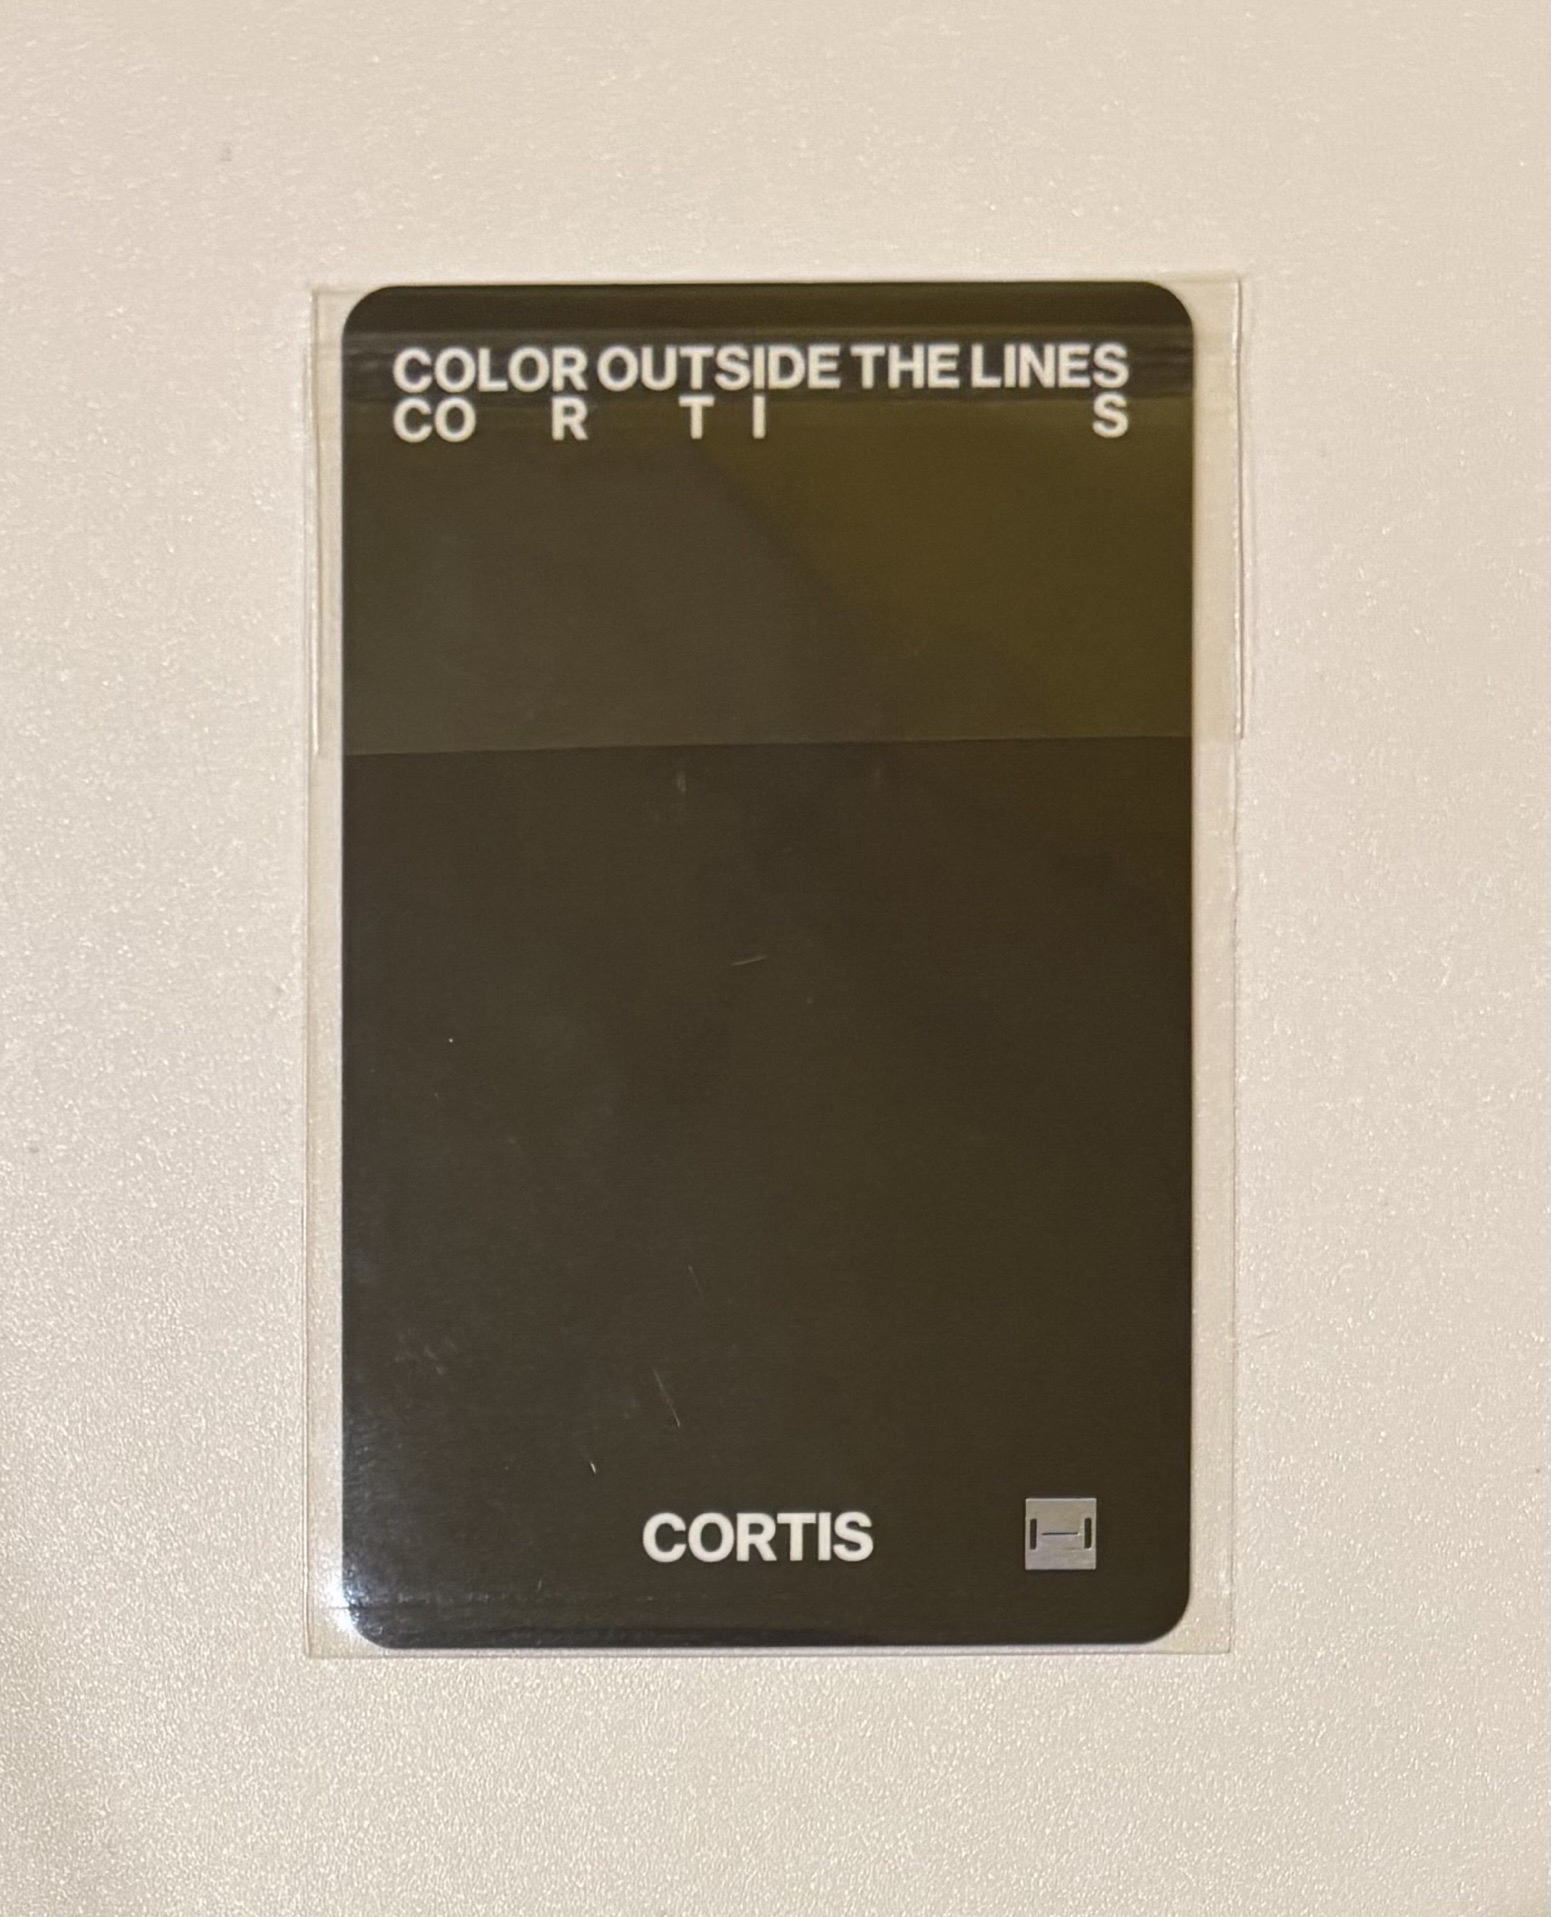 COLOR OUTSIDE THE LINES
CO R T I S
CORTIS